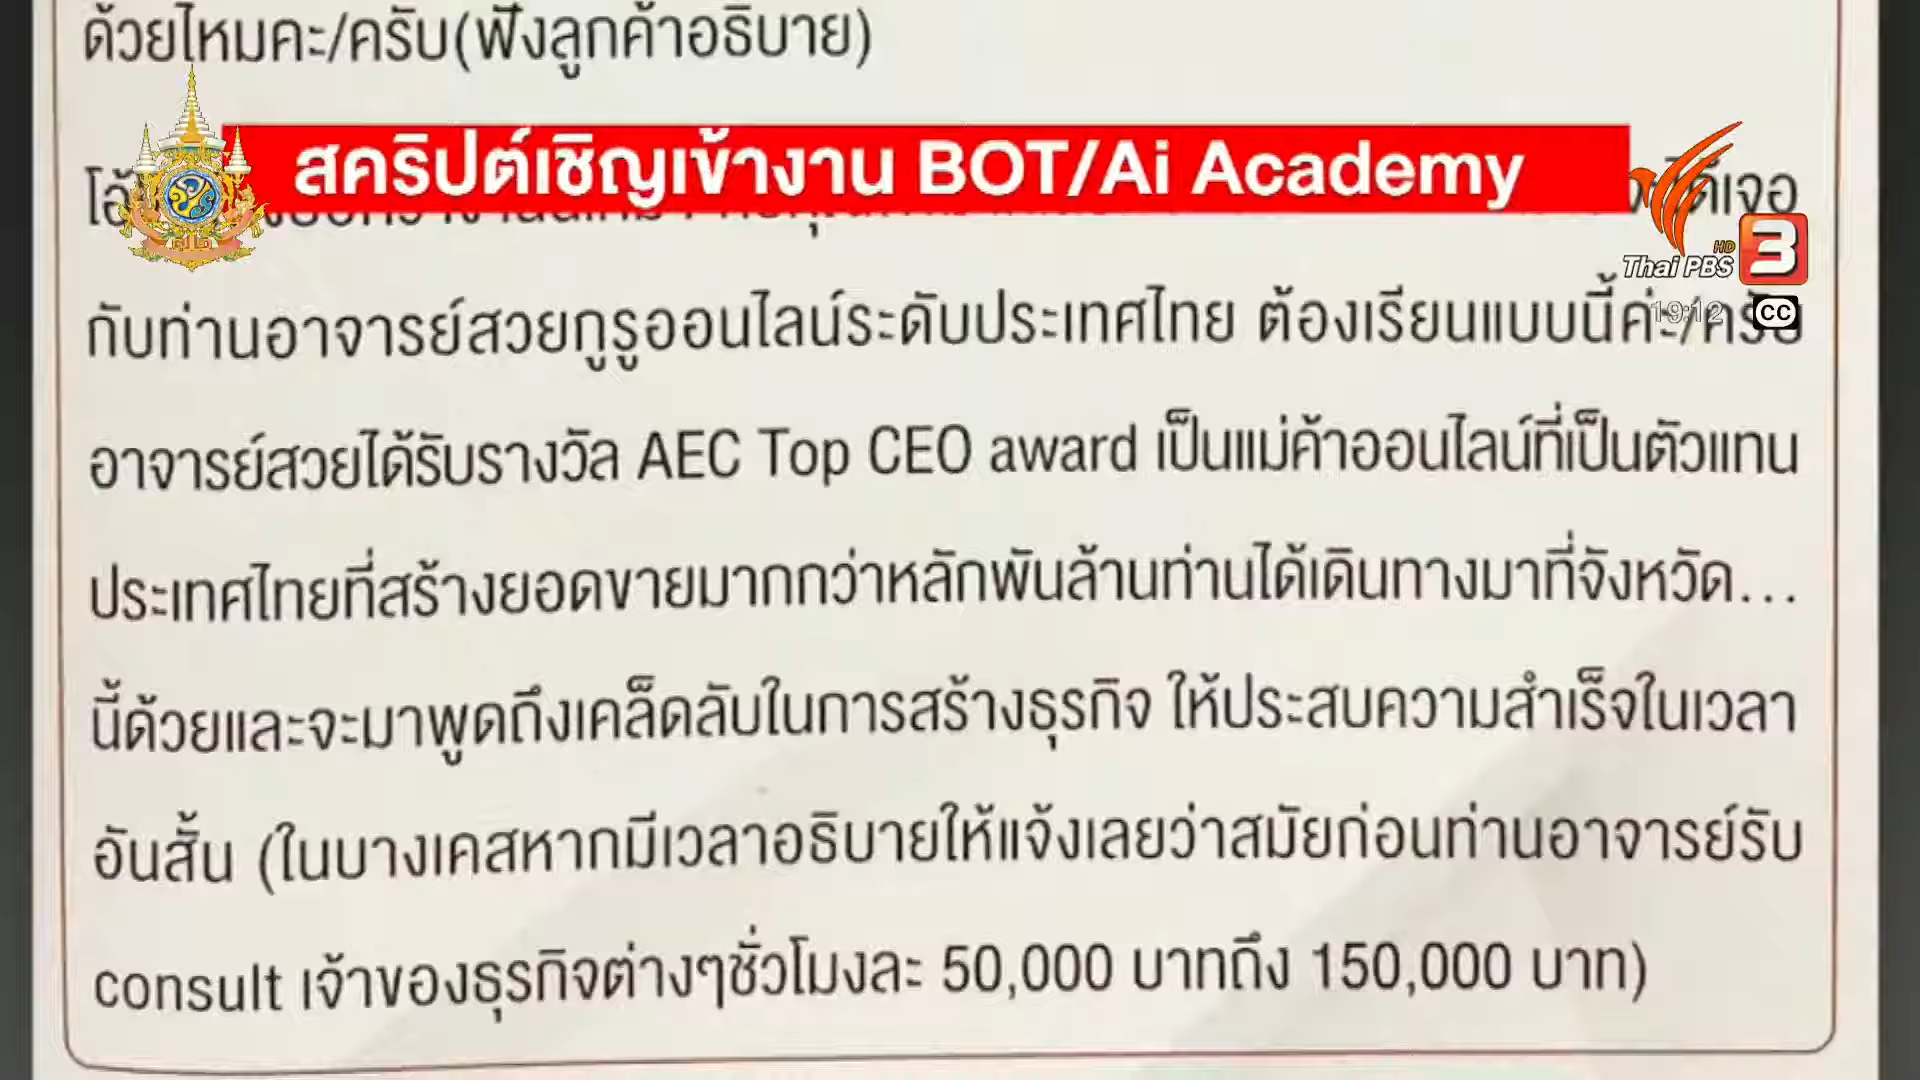 ด้วยไหมคะ/ครับ(ฟังลูกค้าอธิบาย)
สคริปต์เชิญเข้างาน BOT/Ai Academy
เจอ
HD
Thai PBS 3
19:12 CC
กับท่านอาจารย์สวยกูรูออนไลน์ระดับประเทศไทย ต้องเรียนแบบนี้ค่ะ/ครับ
อาจารย์สวยได้รับรางวัล AEC Top CEO award เป็นแม่ค้าออนไลน์ที่เป็นตัวแทน
ประเทศไทยที่สร้างยอดขายมากกว่าหลักพันล้านท่านได้เดินทางมาที่จังหวัด...
นี้ด้วยและจะมาพูดถึงเคล็ดลับในการสร้างธุรกิจ ให้ประสบความสำเร็จในเวลา
อันสั้น (ในบางเคสหากมีเวลาอธิบายให้แจ้งเลยว่าสมัยก่อนท่านอาจารย์รับ
consult เจ้าของธุรกิจต่างๆชั่วโมงละ 50,000 บาทถึง 150,000 บาท)